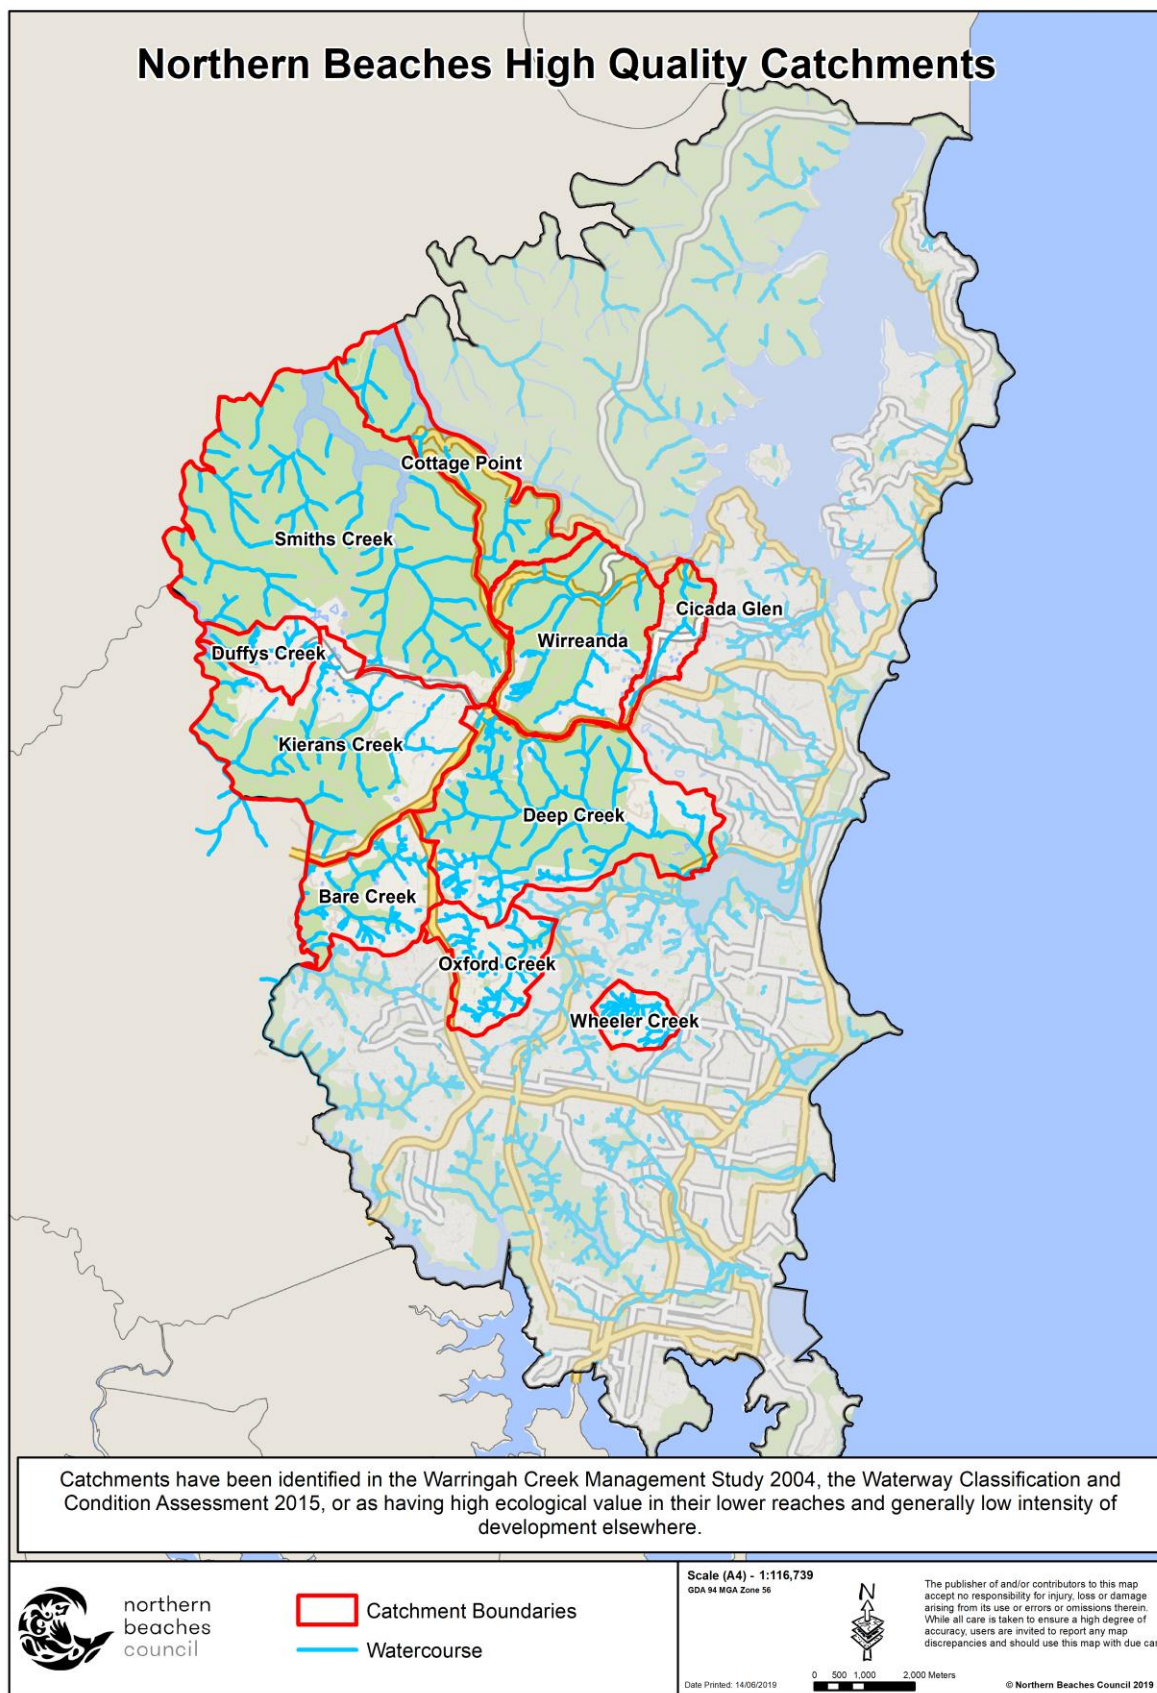 Northern Beaches High Quality Catchments
Cottage Point
Smiths Creek
Cicada Glen
Wirreanda
Duffys Creek
Kierans Creek
Deep Creek
Bare Creek
Oxford Creek
Wheeler Creek
Catchments have been identified in the Warringah Creek Management Study 2004, the Waterway Classification and
Condition Assessment 2015, or as having high ecological value in their lower reaches and generally low intensity of
development elsewhere.
northern
beaches
council
Catchment Boundaries
Watercourse
Scale (A4) - 1:116,739
GDA 94 MGA Zone 56
N
Date Printed: 14/06/2019
0 500 1,000 2,000 Meters
The publisher of and/or contributors to this map
accept no responsibility for injury, loss or damage
arising from its use or errors or omissions therein.
While all care is taken to ensure a high degree of
accuracy, users are invited to report any map
discrepancies and should use this map with due car
© Northern Beaches Council 2019